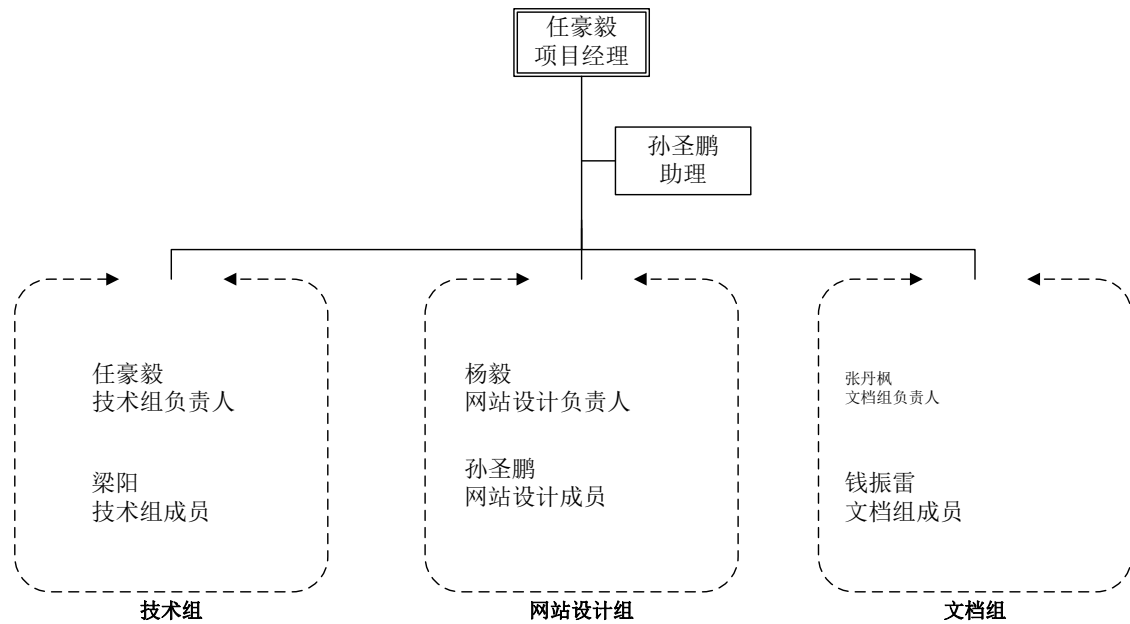 任豪毅
项目经理
孙圣鹏
助理
任豪毅
技术组负责人
梁阳
技术组成员
技术组
杨毅
网站设计负责人
孙圣鹏
网站设计成员
网站设计组
张丹枫
文档组负责人
钱振雷
文档组成员
文档组